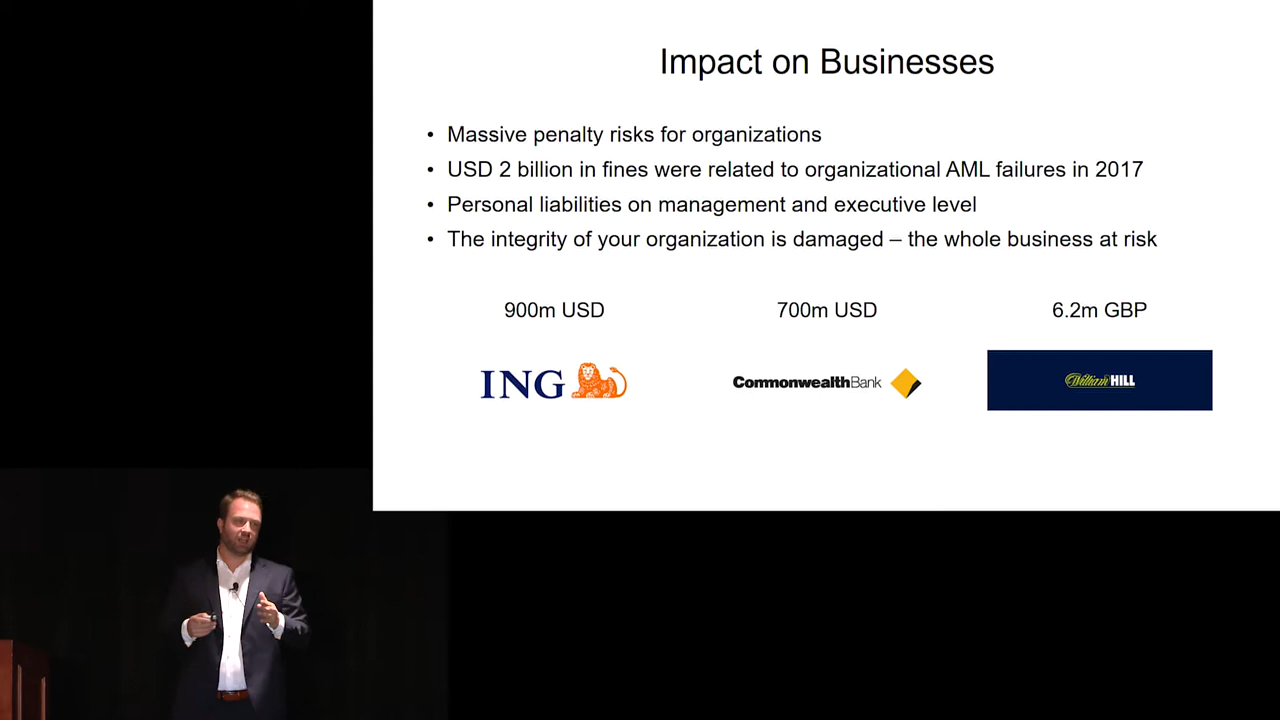 Impact on Businesses
• Massive penalty risks for organizations
• USD 2 billion in fines were related to organizational AML failures in 2017
• Personal liabilities on management and executive level
• The integrity of your organization is damaged – the whole business at risk
900m USD 700m USD 6.2m GBP
ING CommonwealthBank William HILL